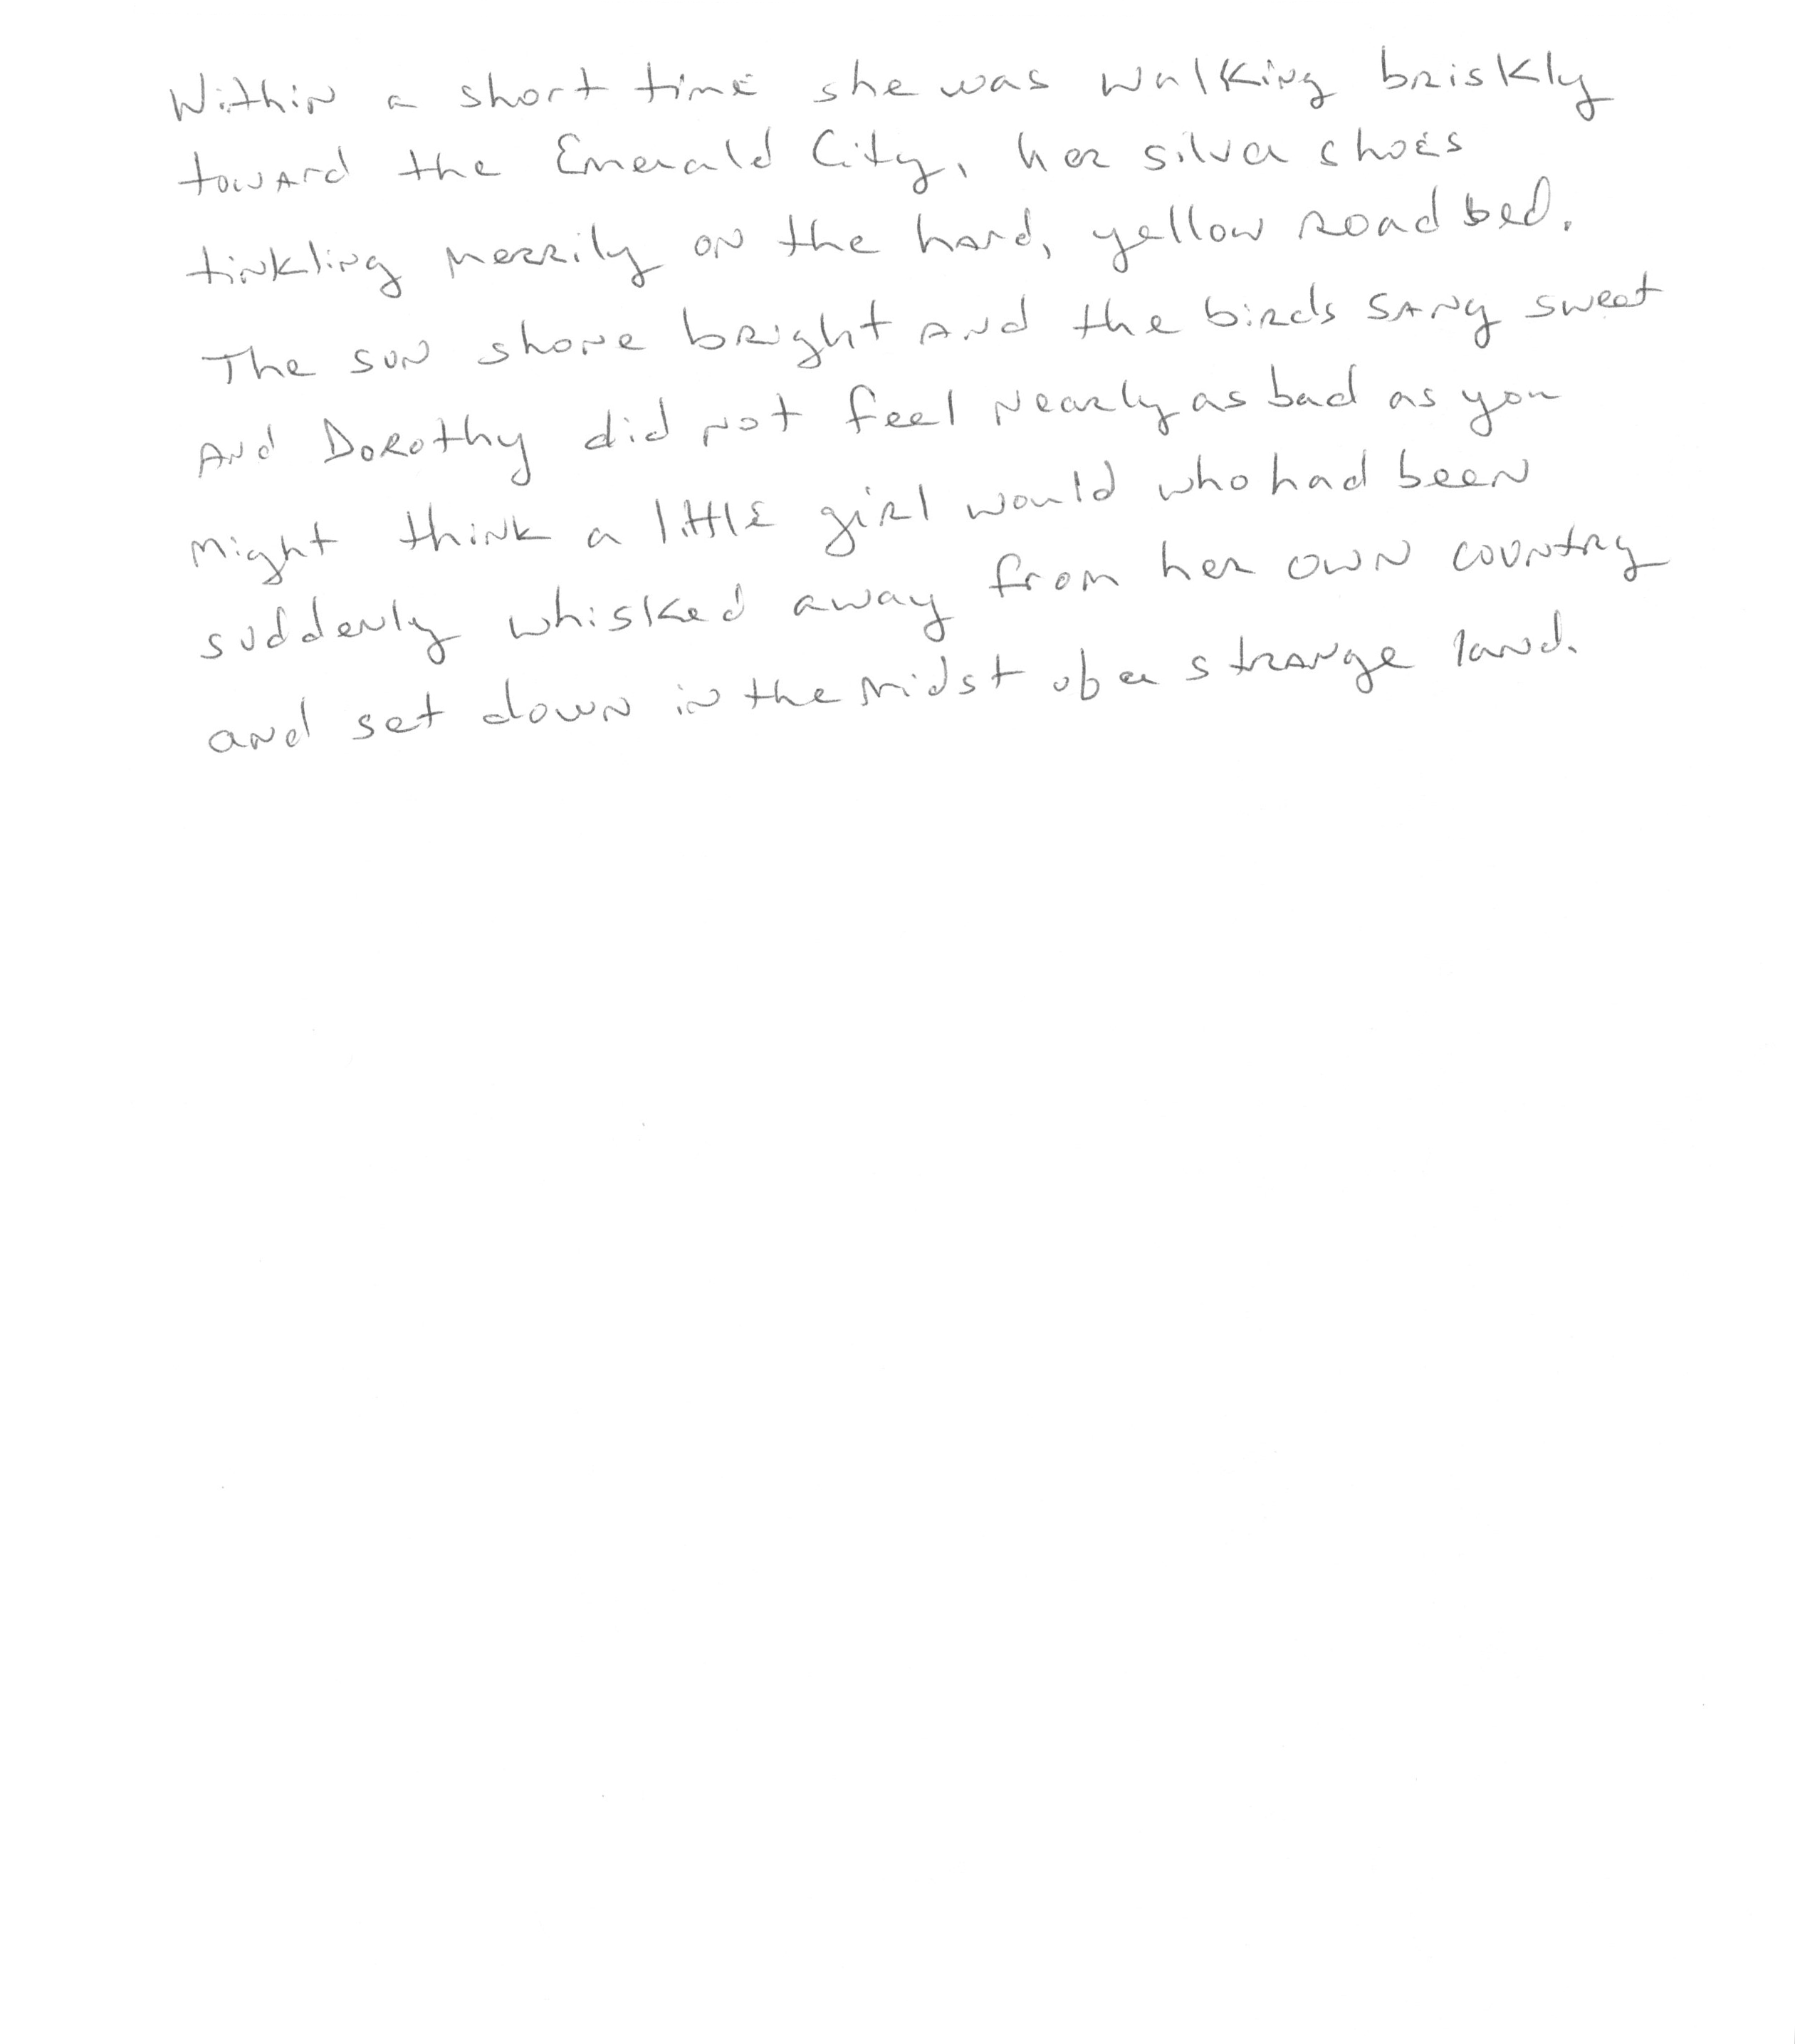 Within a short time she was walking briskly
toward the Emerald City, her silver shoes
tinkling merrily on the hard, yellow roadbed.
The sun shone bright and the birds sang sweet
and Dorothy did not feel nearly as bad as you
might think a little girl would who had been
suddenly whisked away from her own country
and set down in the midst of a strange land.